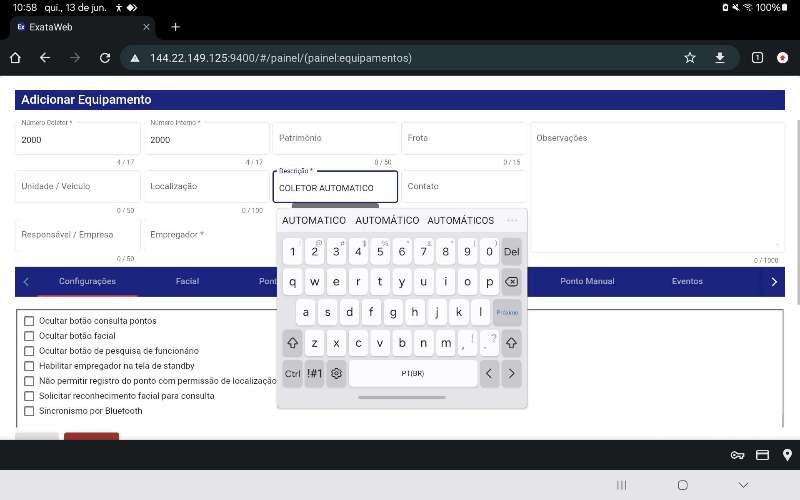 10:58 qui., 13 de jun.
100%
Ex ExataWeb
144.22.149.125:9400/#/painel/(painel:equipamentos)
1
Adicionar Equipamento
Número Coletor *
2000
4 / 17
Número Interno *
2000
4 / 17
Patrimônio
0 / 50
Frota
0 / 15
Observações
0 / 1000
Unidade / Veículo
0 / 50
Localização
0 / 100
Descrição *
COLETOR AUTOMATICO
Contato
Responsável / Empresa
0 / 50
Empregador *
AUTOMATICO AUTOMÁTICO AUTOMÁTICOS ...
1 2 3 4 5 6 7 8 9 0 Del
q w e r t y u i o p
a s d f g h j k l Próximo
z x c v b n m , ! . ?
Ctrl !#1 PT(BR) < >
Configurações Facial Pont Ponto Manual Eventos
Ocultar botão consulta pontos
Ocultar botão facial
Ocultar botão de pesquisa de funcionário
Habilitar empregador na tela de standby
Não permitir registro do ponto com permissão de localização
Solicitar reconhecimento facial para consulta
Sincronismo por Bluetooth